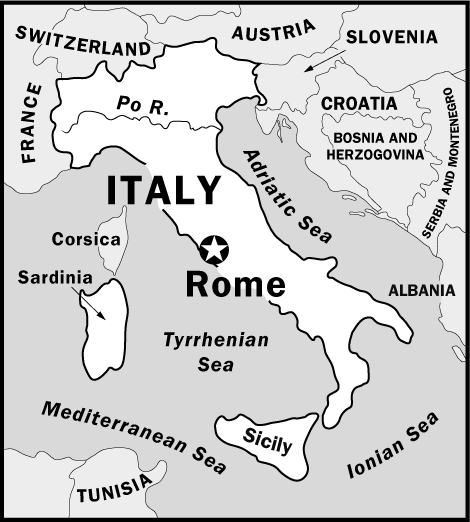 SWITZERLAND
AUSTRIA
SLOVENIA
FRANCE
Po R.
CROATIA
BOSNIA AND
HERZOGOVINA
SERBIA AND MONTENEGRO
ITALY
Adriatic Sea
Corsica
Sardinia
Rome
ALBANIA
Tyrrhenian
Sea
Mediterranean Sea
Sicily
Ionian Sea
TUNISIA